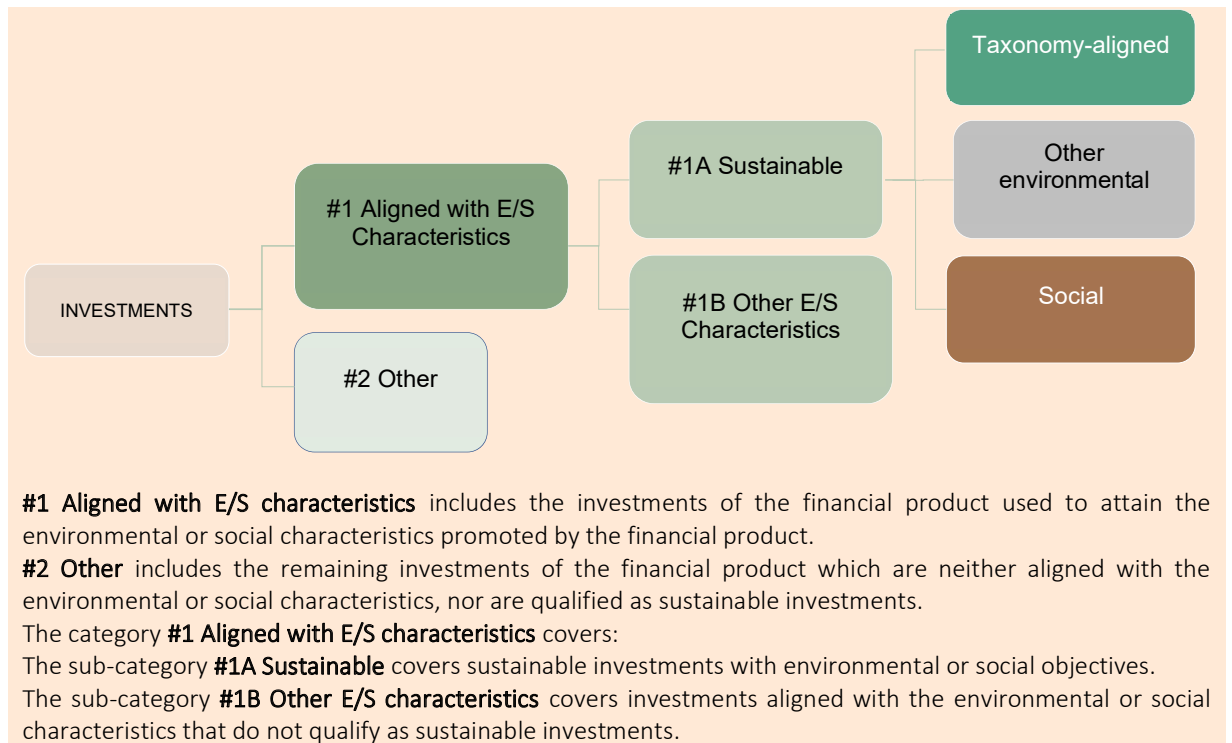 Taxonomy-aligned
Other
environmental
#1A Sustainable
#1 Aligned with E/S
Characteristics
Social
#1B Other E/S
Characteristics
INVESTMENTS
#2 Other
#1 Aligned with E/S characteristics includes the investments of the financial product used to attain the
environmental or social characteristics promoted by the financial product.
#2 Other includes the remaining investments of the financial product which are neither aligned with the
environmental or social characteristics, nor are qualified as sustainable investments.
The category #1 Aligned with E/S characteristics covers:
The sub-category #1A Sustainable covers sustainable investments with environmental or social objectives.
The sub-category #1B Other E/S characteristics covers investments aligned with the environmental or social
characteristics that do not qualify as sustainable investments.